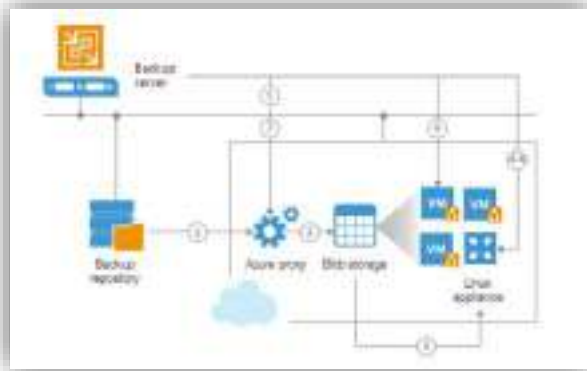 Backup
server
VM
VM
VM
Backup
repository
Azure proxy
Blob storage
Linux
appliance